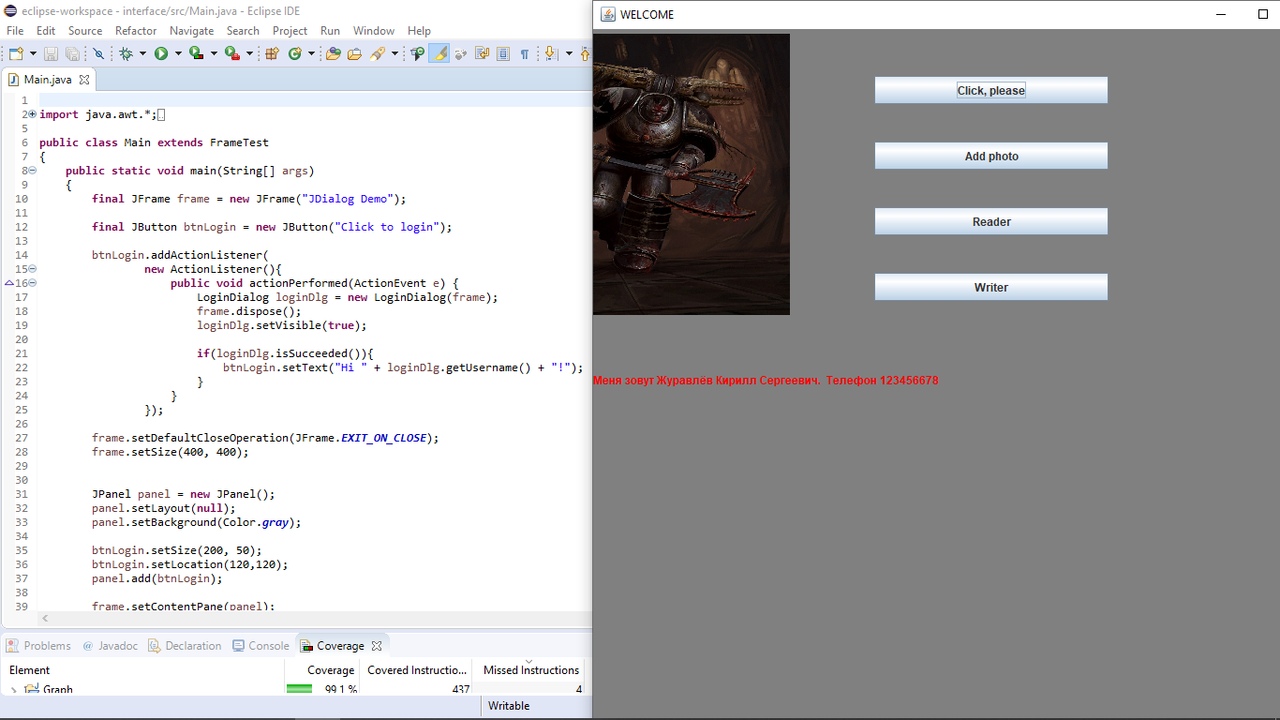 eclipse-workspace - interface/src/Main.java - Eclipse IDE
File Edit Source Refactor Navigate Search Project Run Window Help
Main.java
1
2 import java.awt.*;
5
6 public class Main extends FrameTest
7 {
8 public static void main(String[] args)
9 {
10 final JFrame frame = new JFrame("JDialog Demo");
11
12 final JButton btnLogin = new JButton("Click to login");
13
14 btnLogin.addActionListener(
15 new ActionListener(){
16 public void actionPerformed(ActionEvent e) {
17 LoginDialog loginDlg = new LoginDialog(frame);
18 frame.dispose();
19 loginDlg.setVisible(true);
20
21 if(loginDlg.isSucceeded()){
22 btnLogin.setText("Hi " + loginDlg.getUsername() + "!");
23 }
24 }
25 });
26
27 frame.setDefaultCloseOperation(JFrame.EXIT_ON_CLOSE);
28 frame.setSize(400, 400);
29
30
31 JPanel panel = new JPanel();
32 panel.setLayout(null);
33 panel.setBackground(Color.gray);
34
35 btnLogin.setSize(200, 50);
36 btnLogin.setLocation(120,120);
37 panel.add(btnLogin);
38
39 frame.setContentPane(panel);
Problems Javadoc Declaration Console Coverage
Element Coverage Covered Instructio... Missed Instructions
Graph 99,1 % 437 4
Writable
WELCOME
Click, please
Add photo
Reader
Writer
Меня зовут Журавлёв Кирилл Сергеевич. Телефон 123456678